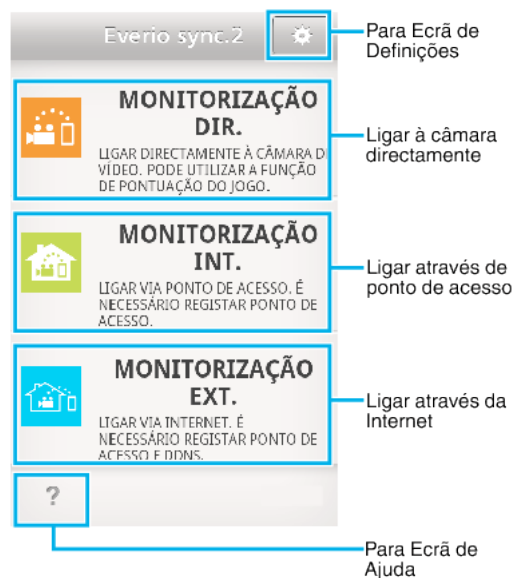 Everio sync.2
Para Ecrã de
Definições
MONITORIZAÇÃO
DIR.
LIGAR DIRECTAMENTE À CÂMARA D
VÍDEO. PODE UTILIZAR A FUNÇÃO
DE PONTUAÇÃO DO JOGO.
Ligar à câmara
directamente
MONITORIZAÇÃO
INT.
LIGAR VIA PONTO DE ACESSO. É
NECESSÁRIO REGISTAR PONTO DE
ACESSO.
Ligar através de
ponto de acesso
MONITORIZAÇÃO
EXT.
LIGAR VIA INTERNET. É
NECESSÁRIO REGISTAR PONTO DE
ACESSO E DDNS.
Ligar através da
Internet
?
Para Ecrã de
Ajuda